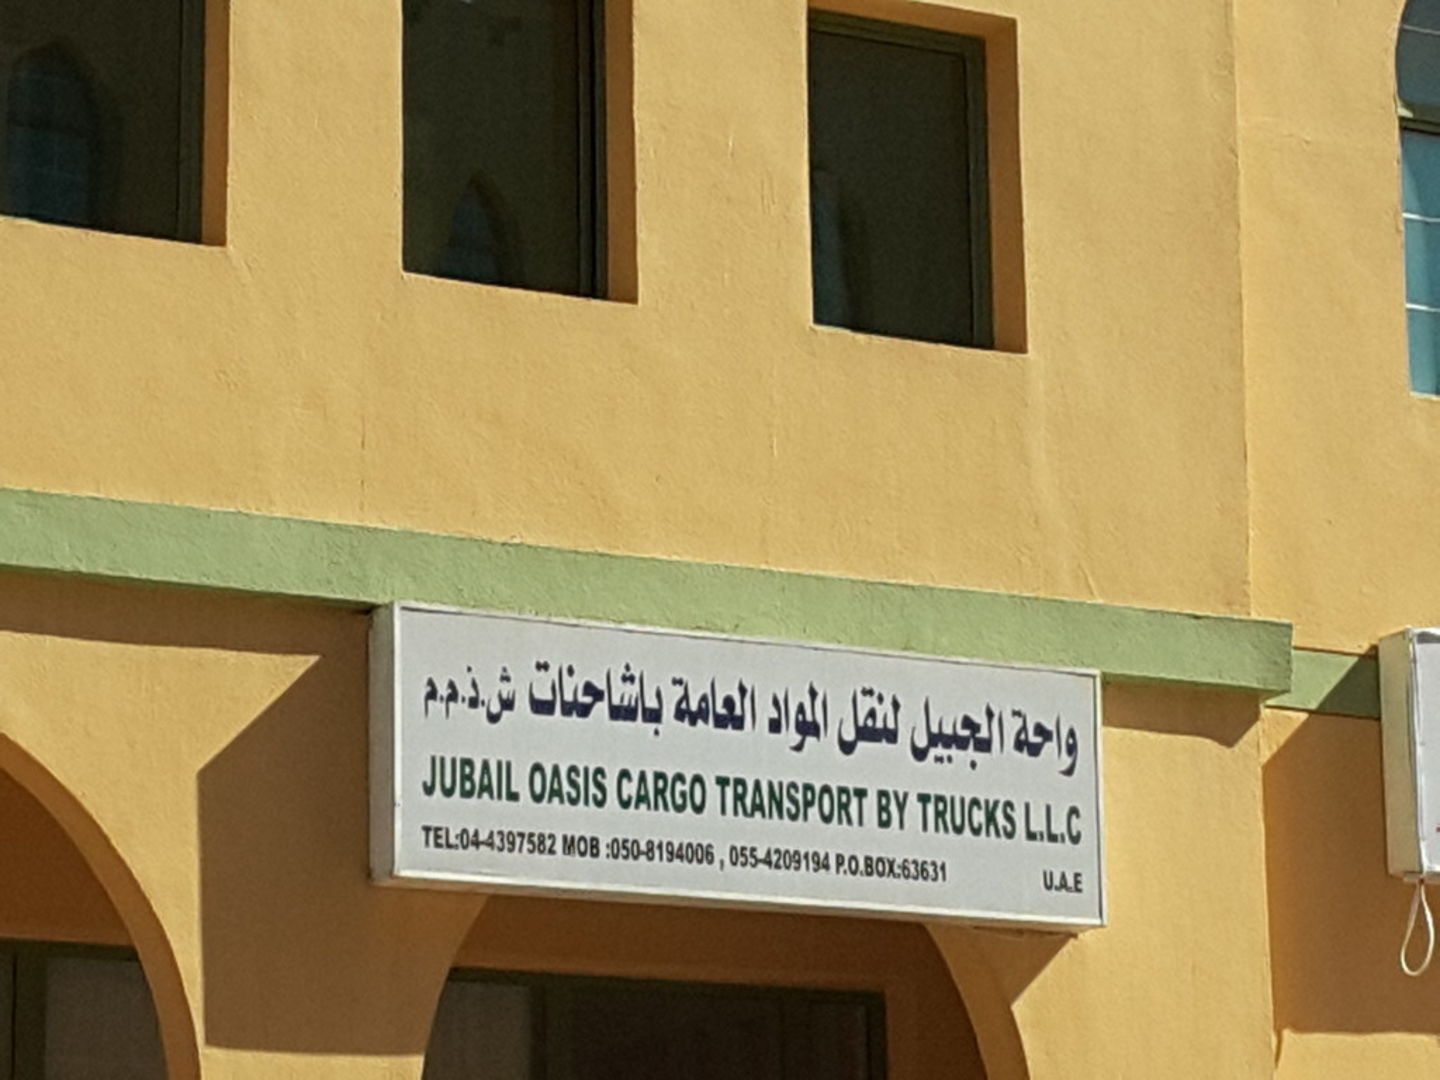 واحة الجبيل لنقل المواد العامة باشاحنات ش.ذ.م.م
JUBAIL OASIS CARGO TRANSPORT BY TRUCKS L.L.C
TEL:04-4397582 MOB :050-8194006 , 055-4209194 P.O.BOX:63631 U.A.E